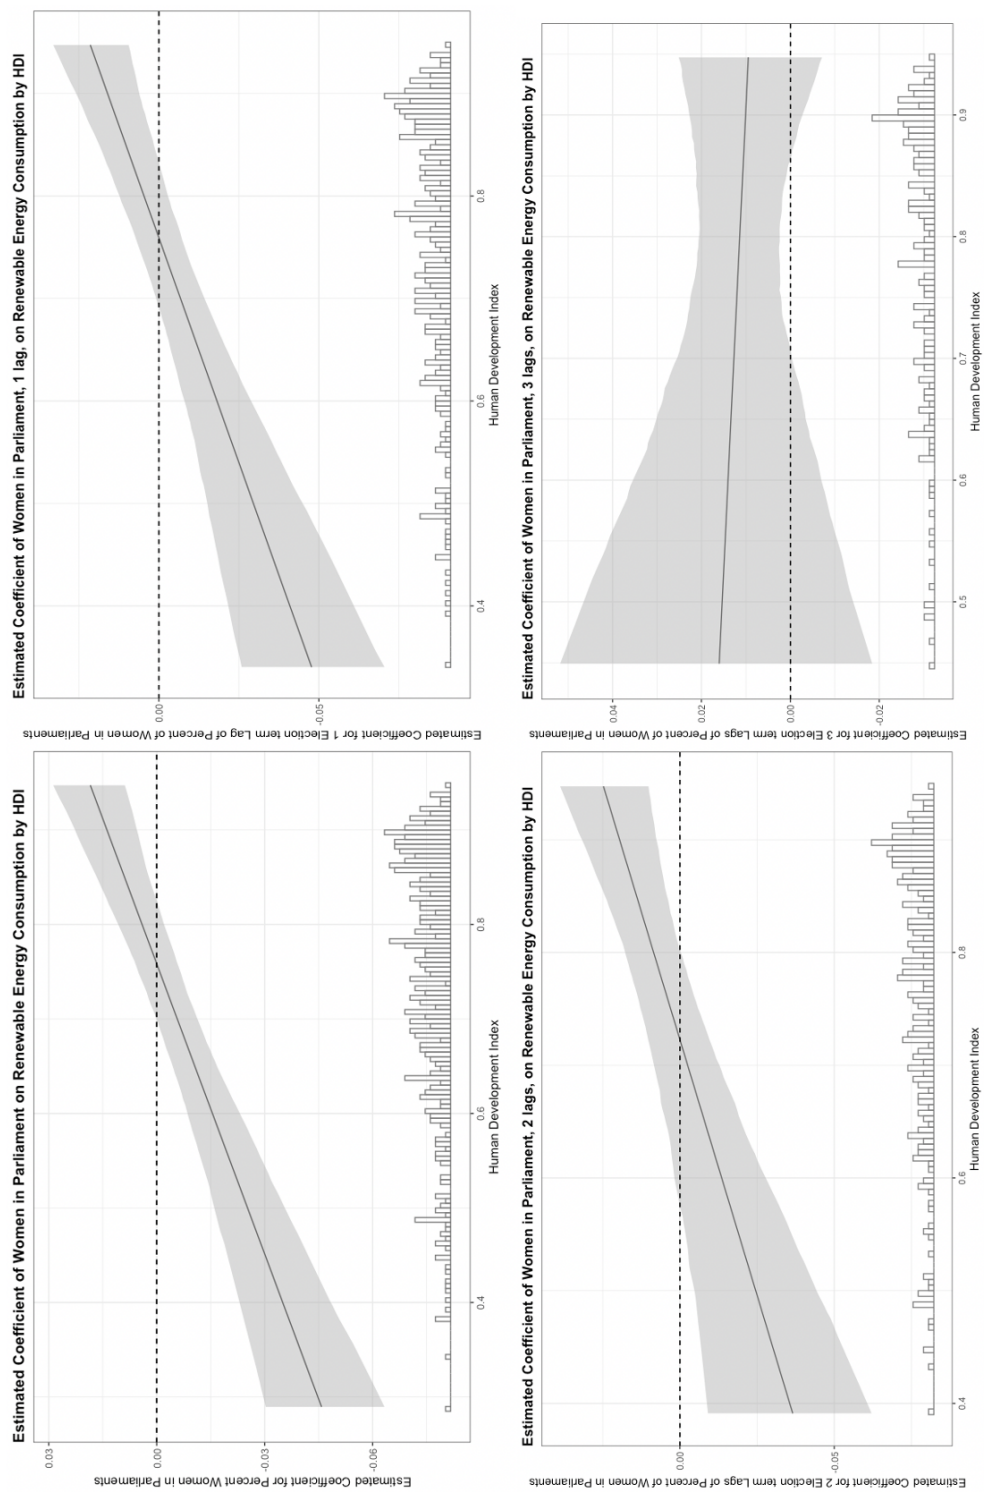 Estimated Coefficient of Women in Parliament on Renewable Energy Consumption by HDI
Estimated Coefficient for Percent Women in Parliaments
0.03
0.00
-0.03
-0.06
0.4
0.6
0.8
Human Development Index
Estimated Coefficient of Women in Parliament, 1 lag, on Renewable Energy Consumption by HDI
Estimated Coefficient for 1 Election term Lag of Percent of Women in Parliaments
0.00
-0.05
0.4
0.6
0.8
Human Development Index
Estimated Coefficient of Women in Parliament, 2 lags, on Renewable Energy Consumption by HDI
Estimated Coefficient for 2 Election term Lags of Percent of Women in Parliaments
0.00
-0.05
0.4
0.6
0.8
Human Development Index
Estimated Coefficient of Women in Parliament, 3 lags, on Renewable Energy Consumption by HDI
Estimated Coefficient for 3 Election term Lags of Percent of Women in Parliaments
0.04
0.02
0.00
-0.02
0.5
0.6
0.7
0.8
0.9
Human Development Index